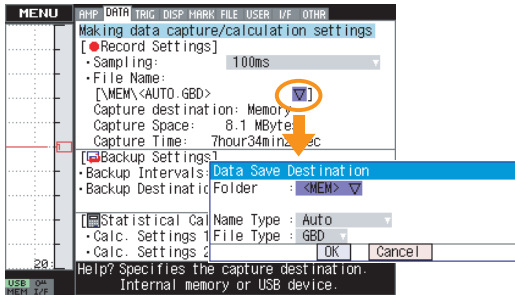 MENU AMP DATA TRIG DISP MARK FILE USER I/F OTHR
Making data capture/calculation settings
[●Record Settings]
・Sampling: 100ms
・File Name:
[\MEM\<AUTO.GBD> ▽]
Capture destination: Memory
Capture Space: 8.1 MBytes
Capture Time: 7hour34min
[Backup Settings]
・Backup Intervals:
・Backup Destinatio
Data Save Destination
Folder : <MEM> ▽
Name Type : Auto
File Type : GBD
OK Cancel
[Statistical Cal
・Calc. Settings 1
・Calc. Settings 2
20:
Help? Specifies the capture destination.
Internal memory or USB device.
USB
MEM I/F